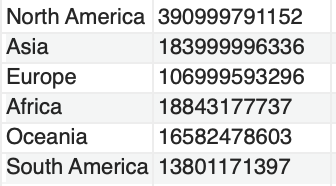 North America 390999791152
Asia 183999996336
Europe 106999593296
Africa 18843177737
Oceania 16582478603
South America 13801171397